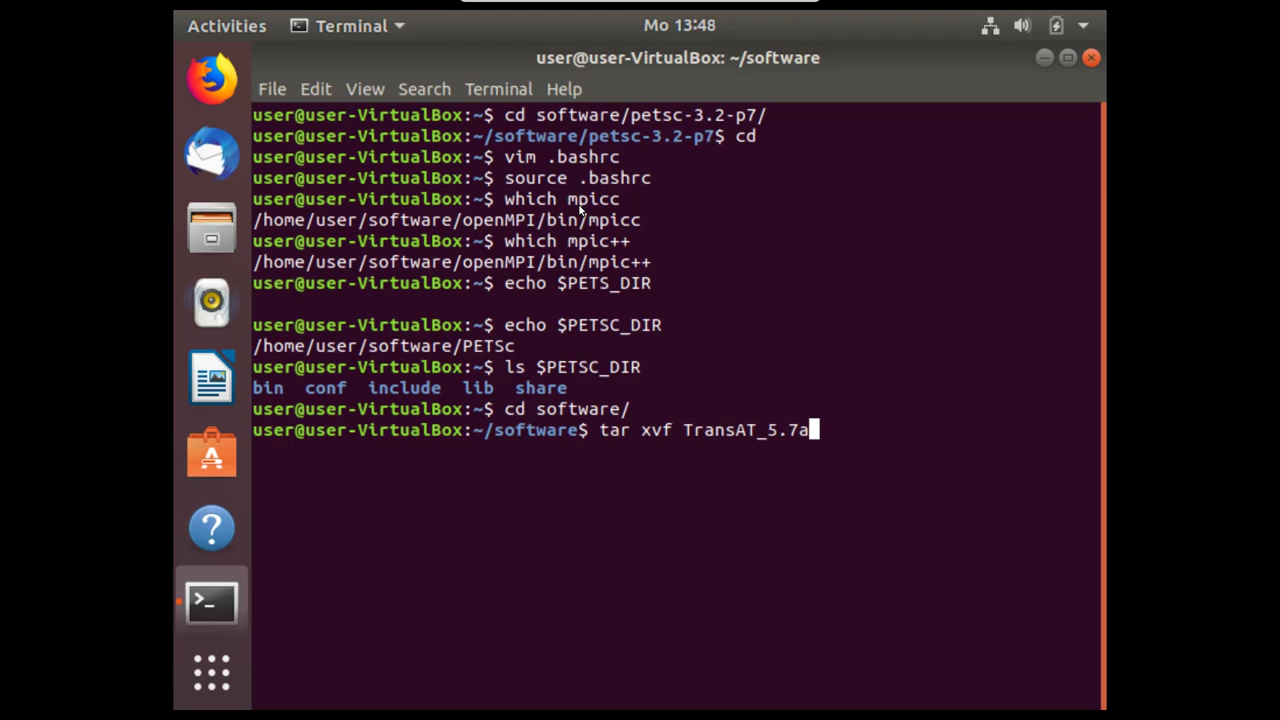 Activities Terminal Mo 13:48
user@user-VirtualBox: ~/software
File Edit View Search Terminal Help
user@user-VirtualBox:~$ cd software/petsc-3.2-p7/
user@user-VirtualBox:~/software/petsc-3.2-p7$ cd
user@user-VirtualBox:~$ vim .bashrc
user@user-VirtualBox:~$ source .bashrc
user@user-VirtualBox:~$ which mpicc
/home/user/software/openMPI/bin/mpicc
user@user-VirtualBox:~$ which mpic++
/home/user/software/openMPI/bin/mpic++
user@user-VirtualBox:~$ echo $PETS_DIR
user@user-VirtualBox:~$ echo $PETSC_DIR
/home/user/software/PETSc
user@user-VirtualBox:~$ ls $PETSC_DIR
bin conf include lib share
user@user-VirtualBox:~$ cd software/
user@user-VirtualBox:~/software$ tar xvf TransAT_5.7a